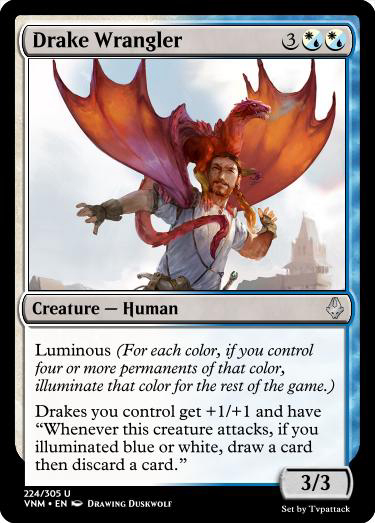 Drake Wrangler 3
Creature — Human
Luminous (For each color, if you control
four or more permanents of that color,
illuminate that color for the rest of the game.)
Drakes you control get +1/+1 and have
“Whenever this creature attacks, if you
illuminated blue or white, draw a card
then discard a card.”
3/3
224/305 U
VNM • EN Drawing Duskwolf
Set by Tvpattack